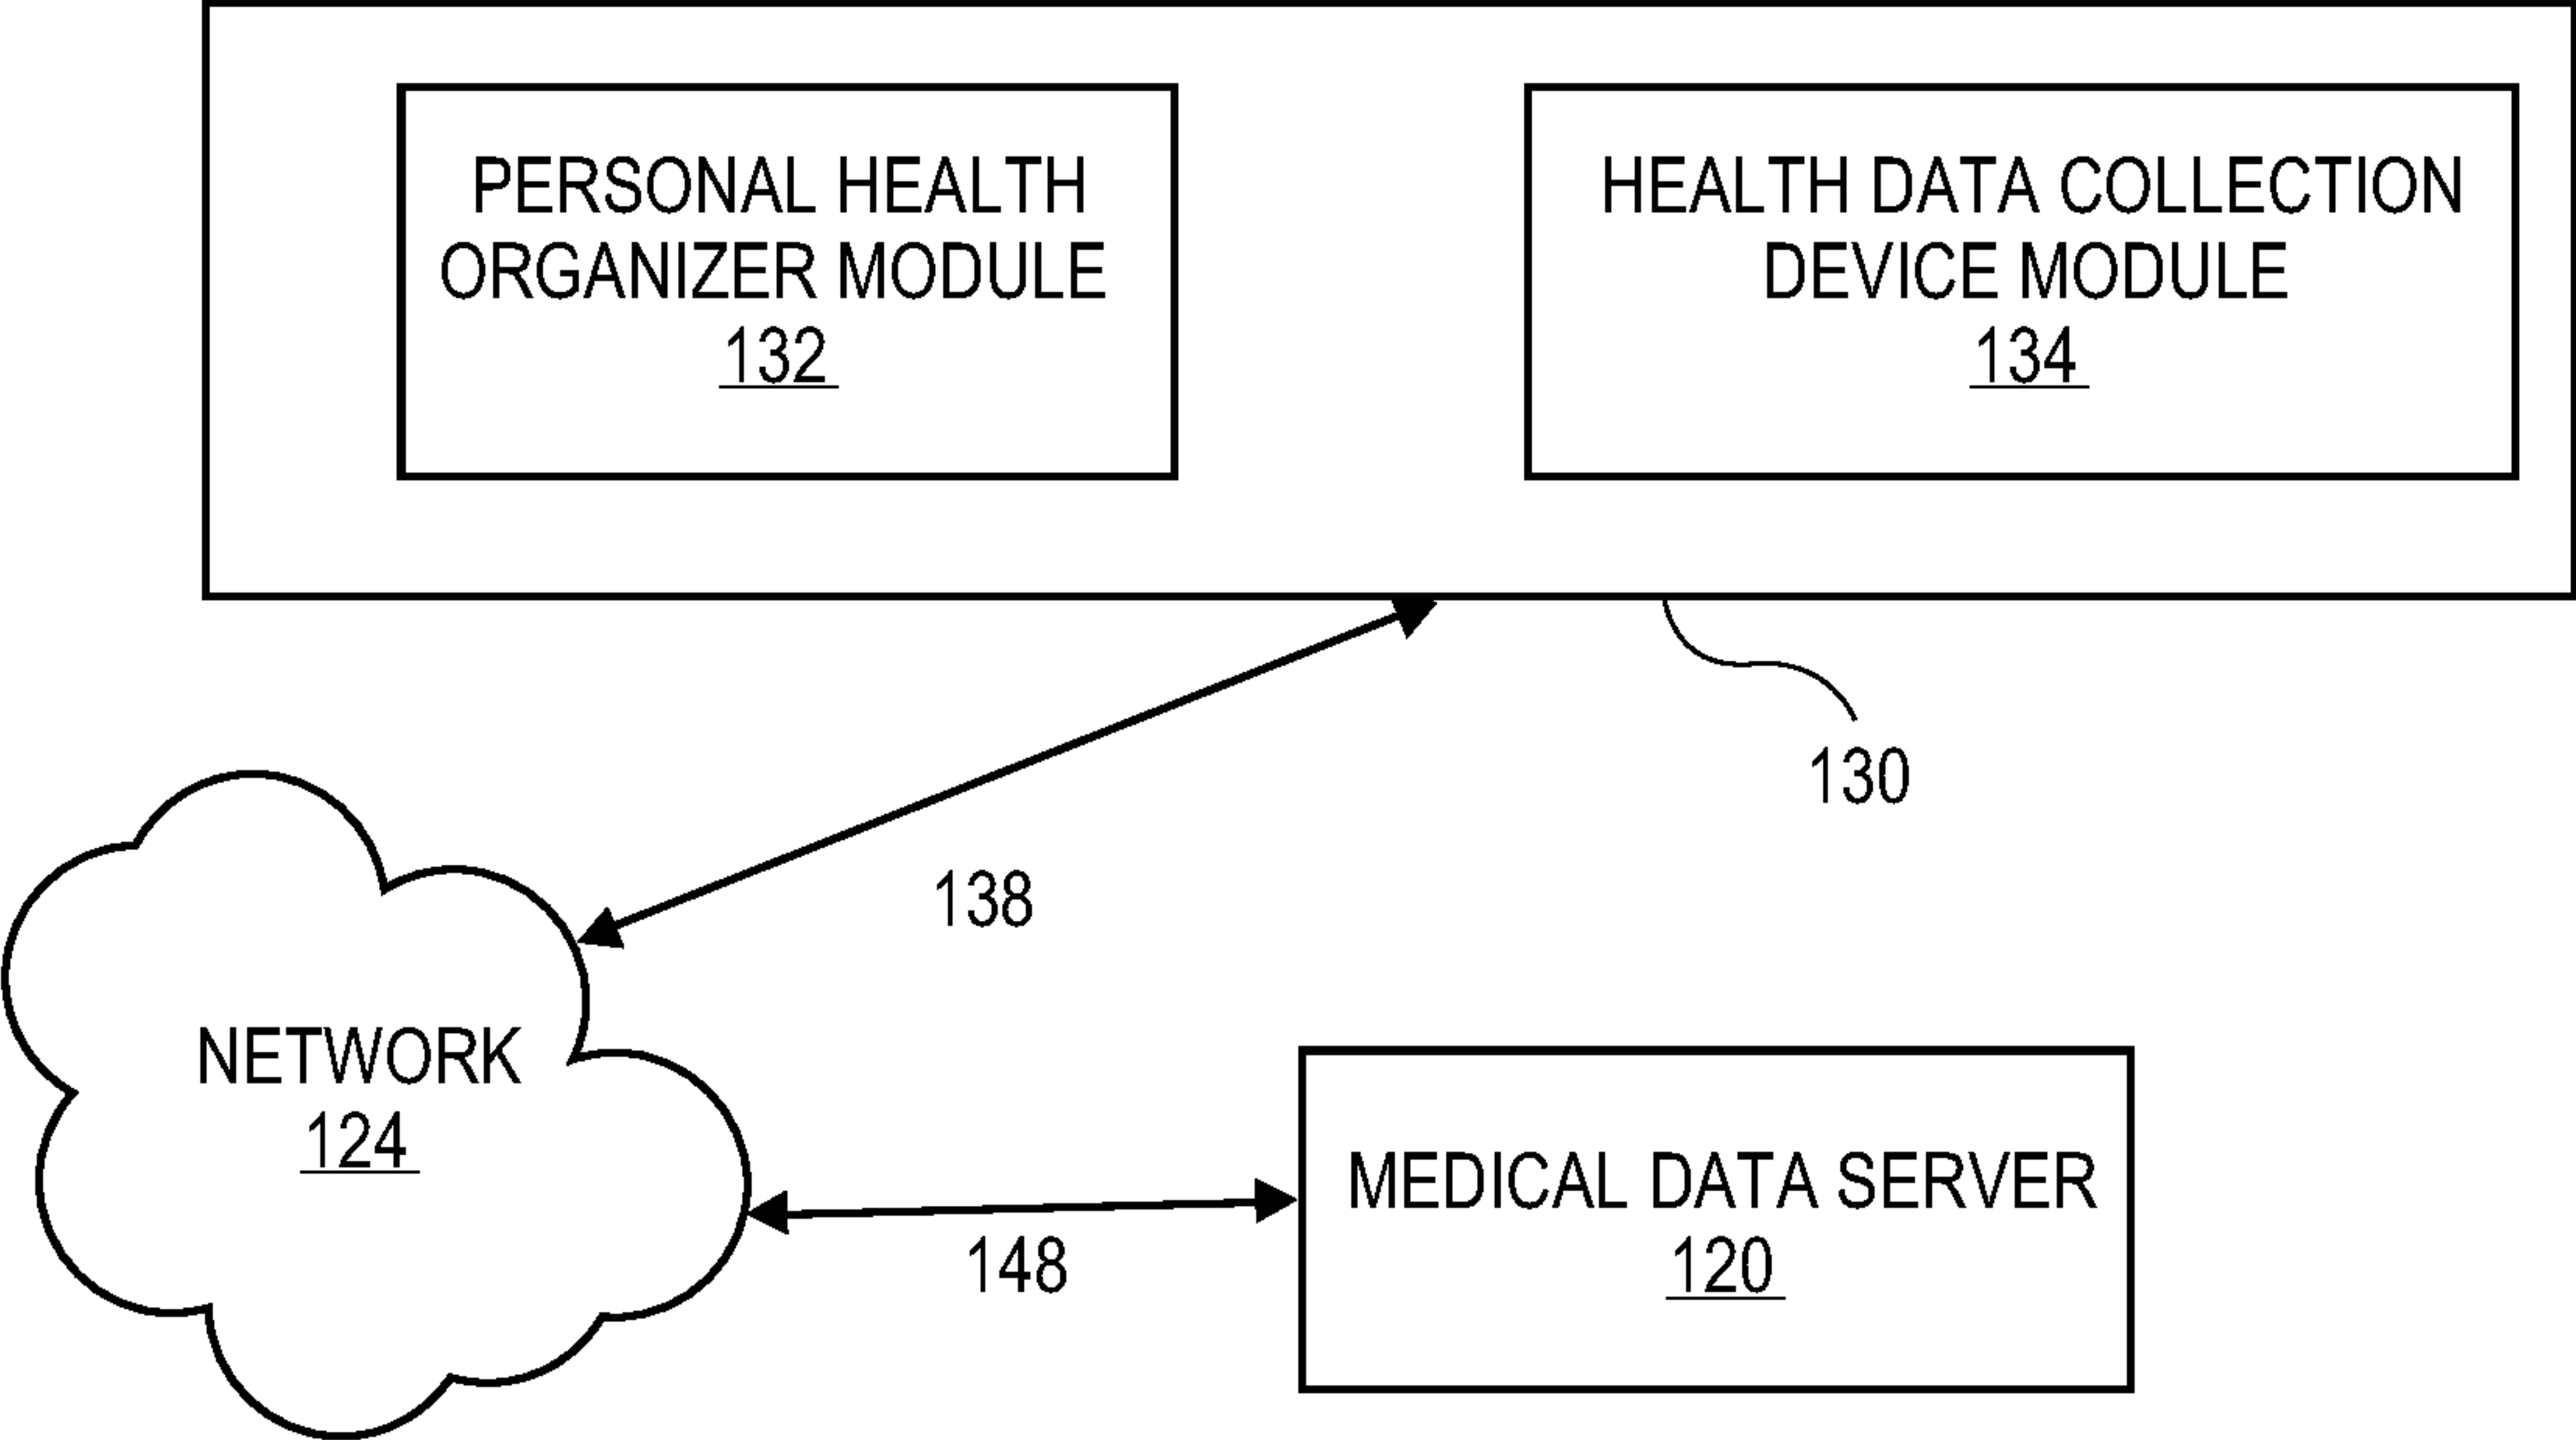 PERSONAL HEALTH
ORGANIZER MODULE
132
HEALTH DATA COLLECTION
DEVICE MODULE
134
130
138
NETWORK
124
148
MEDICAL DATA SERVER
120